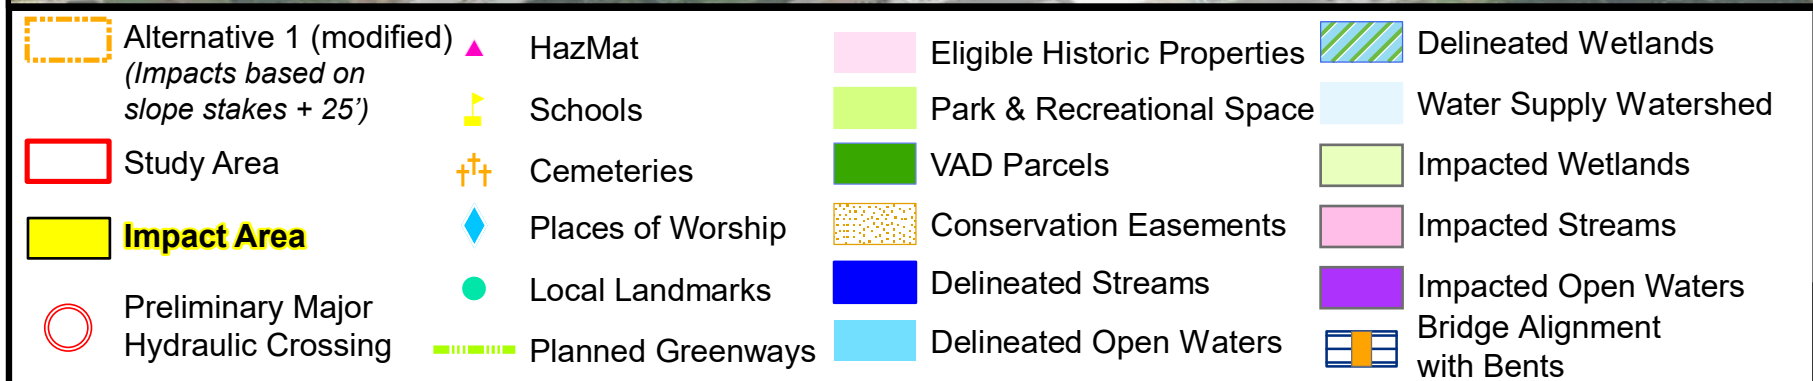 Alternative 1 (modified)
(Impacts based on
slope stakes + 25’)
Study Area
Impact Area
Preliminary Major
Hydraulic Crossing
HazMat
Schools
Cemeteries
Places of Worship
Local Landmarks
Planned Greenways
Eligible Historic Properties
Park & Recreational Space
VAD Parcels
Conservation Easements
Delineated Streams
Delineated Open Waters
Delineated Wetlands
Water Supply Watershed
Impacted Wetlands
Impacted Streams
Impacted Open Waters
Bridge Alignment
with Bents